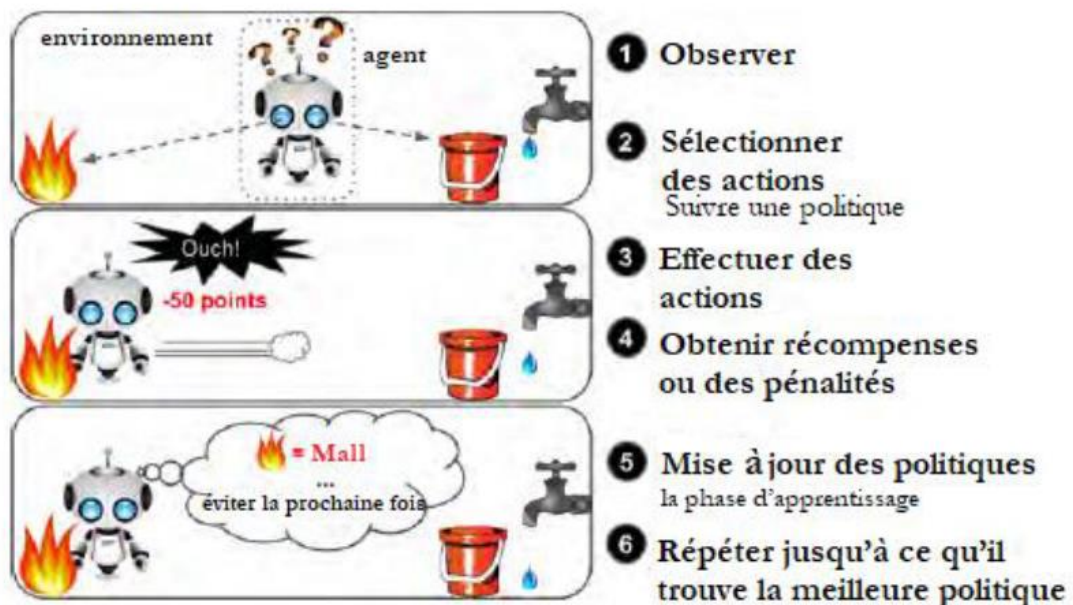 environnement
agent
? ? ?
1 Observer
2 Sélectionner
des actions
Suivre une politique
Ouch!
-50 points
3 Effectuer des
actions
4 Obtenir récompenses
ou des pénalités
= Mall
...
éviter la prochaine fois
5 Mise à jour des politiques
la phase d'apprentissage
6 Répéter jusqu'à ce qu'il
trouve la meilleure politique